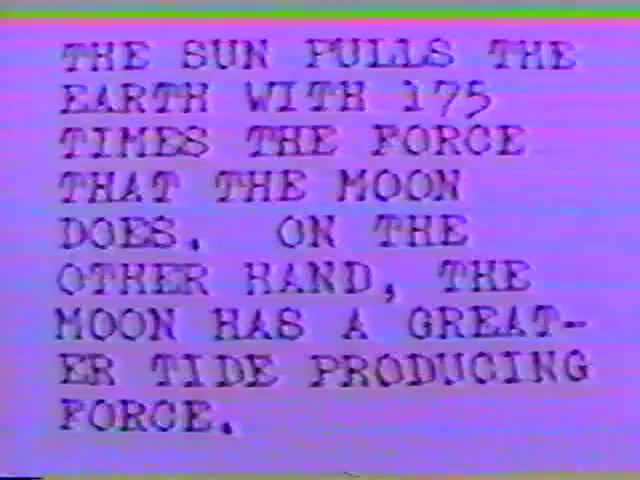 THE SUN PULLS THE
EARTH WITH 175
TIMES THE FORCE
THAT THE MOON
DOES. ON THE
OTHER HAND, THE
MOON HAS A GREAT-
ER TIDE PRODUCING
FORCE.